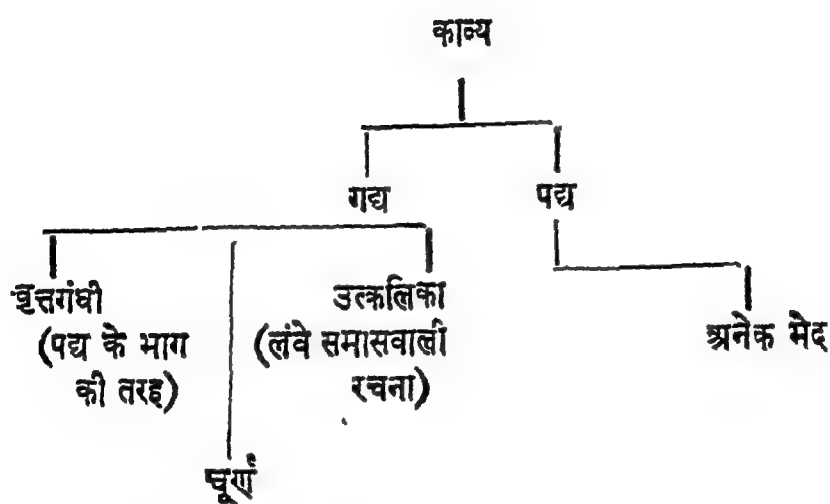 काव्य
गद्य पद्य
वृत्तगंधी उत्कलिका
(पद्य के भाग (लंबे समासवाली अनेक भेद
की तरह) रचना)
चूर्ण